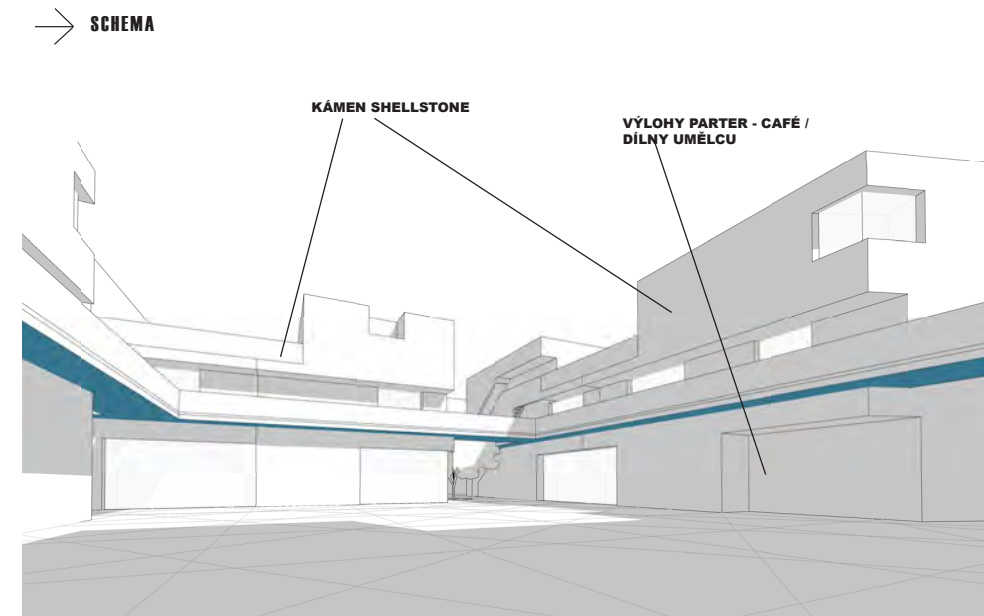 SCHEMA
KÁMEN SHELLSTONE
VÝLOHY PARTER - CAFÉ /
DÍLNY UMĚLCU